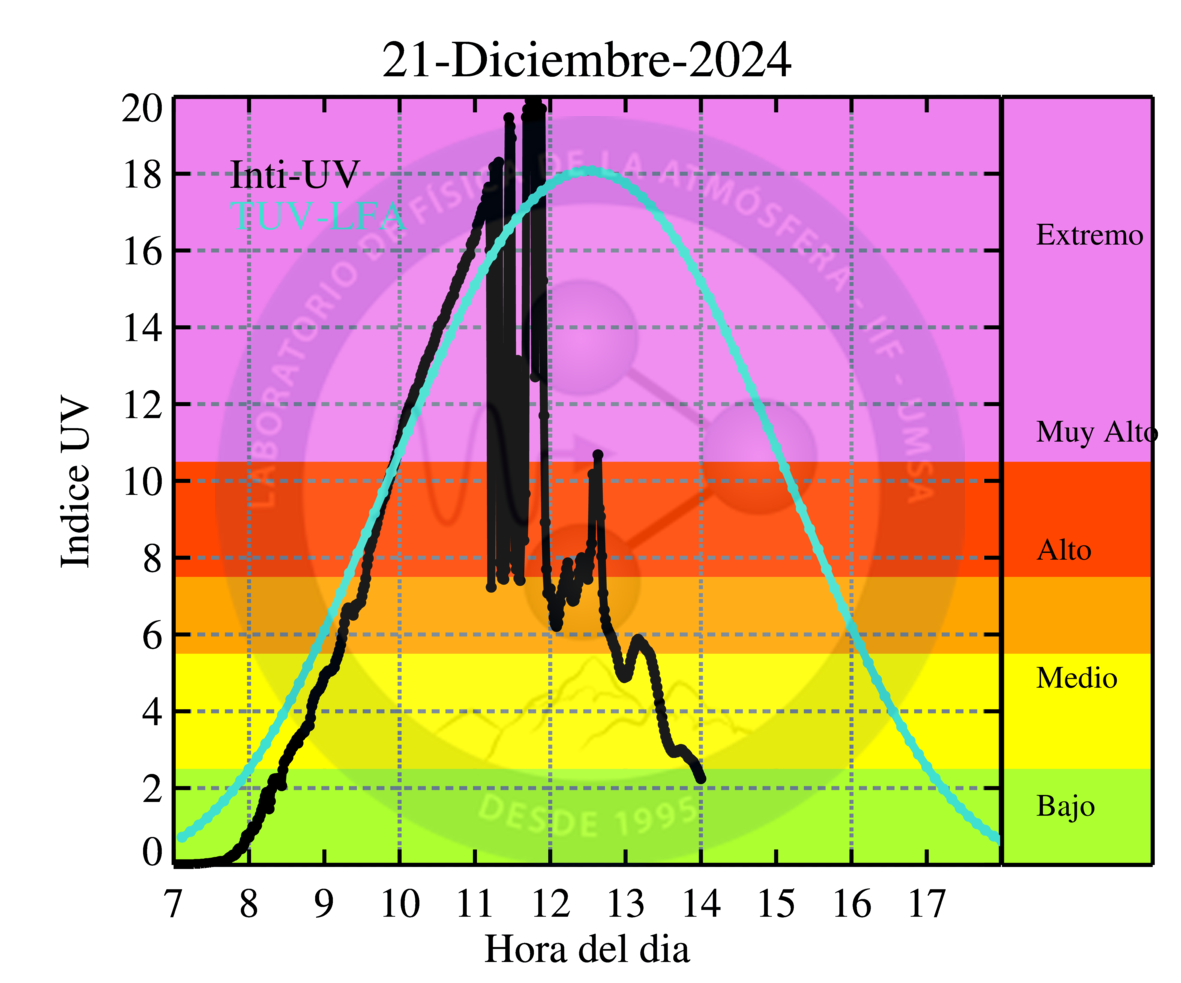 21-Diciembre-2024
20
18
16
14
12
10
8
6
4
2
0
Indice UV
Inti-UV
TUV-LFA
LABORATORIO DE FÍSICA DE LA ATMÓSFERA - IIF - UMSA
DESDE 1995
Extremo
Muy Alto
Alto
Medio
Bajo
7 8 9 10 11 12 13 14 15 16 17
Hora del dia